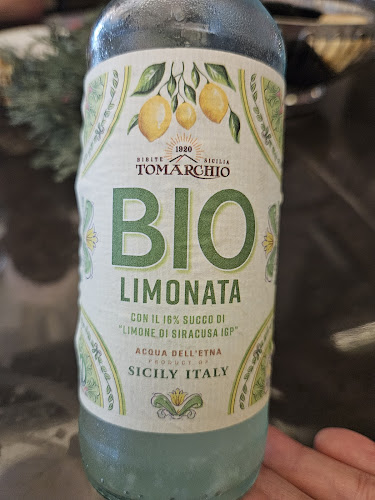 1920
BIBITE SICILIA
TOMARCHIO
BIO
LIMONATA
CON IL 16% SUCCO DI
"LIMONE DI SIRACUSA IGP"
ACQUA DELL'ETNA
PRODUCT OF
SICILY ITALY